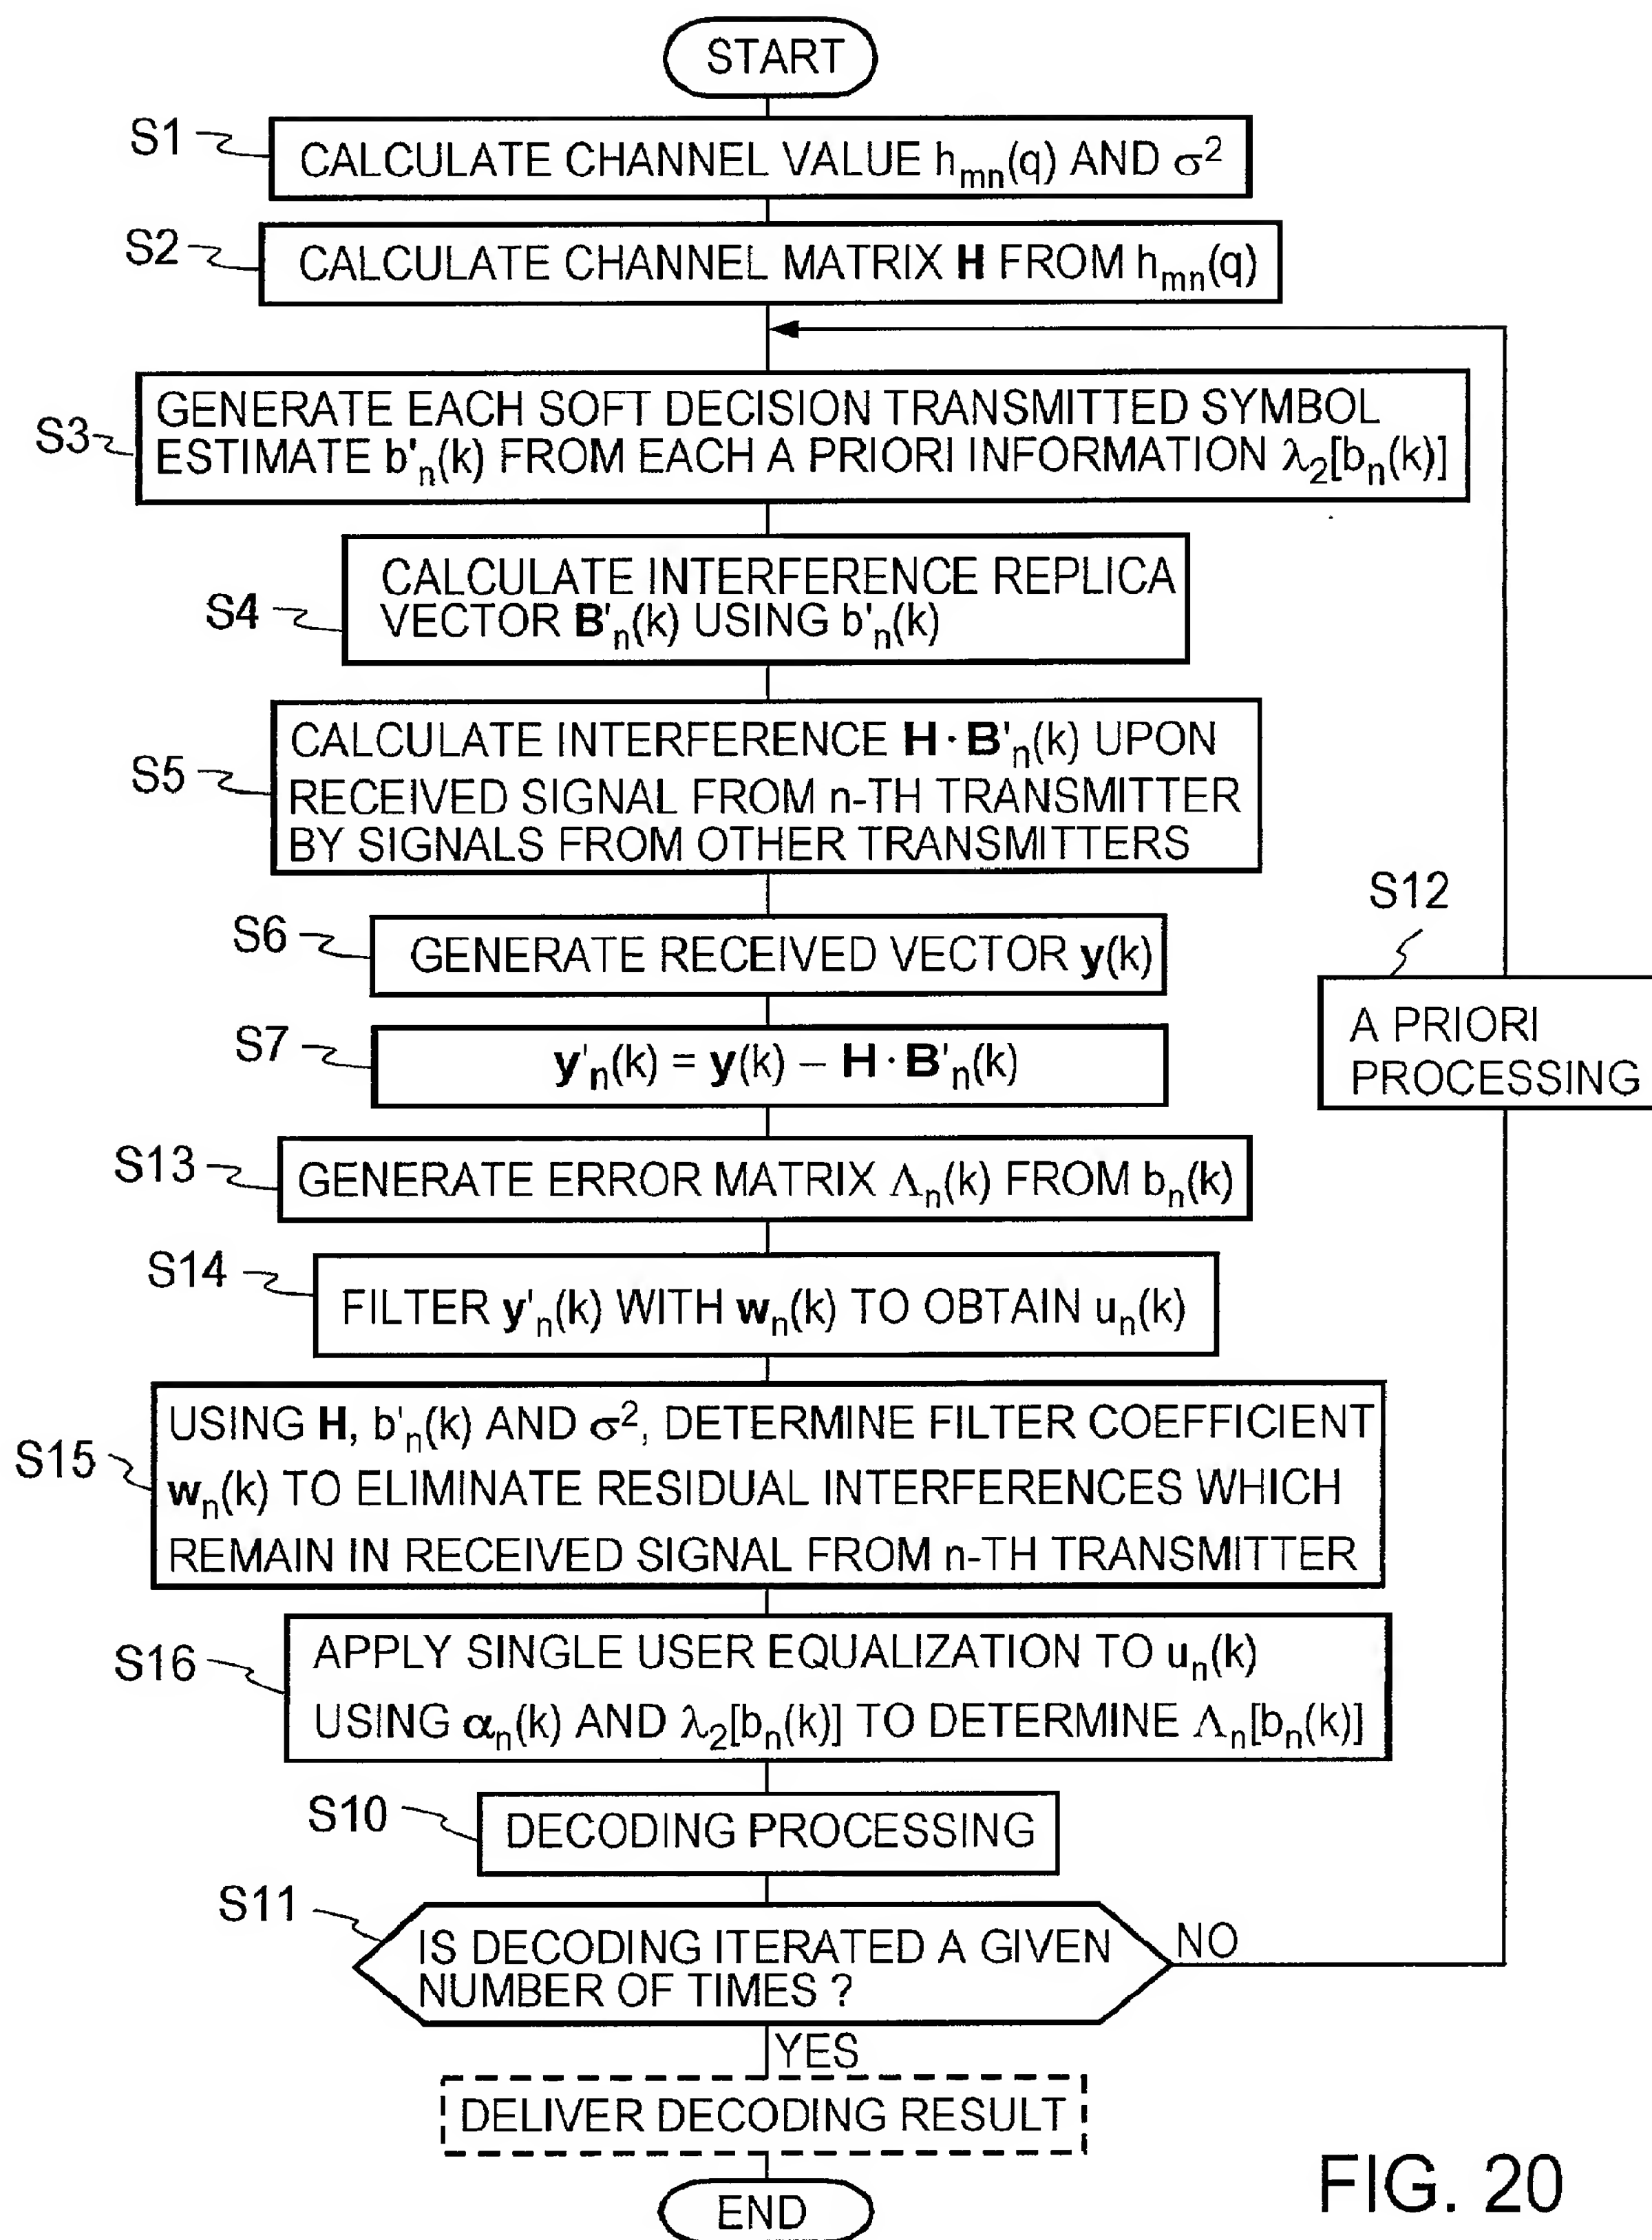 START
S1
CALCULATE CHANNEL VALUE hmn(q) AND σ²
S2
CALCULATE CHANNEL MATRIX H FROM hmn(q)
S3
GENERATE EACH SOFT DECISION TRANSMITTED SYMBOL
ESTIMATE b'n(k) FROM EACH A PRIORI INFORMATION λ2[bn(k)]
S4
CALCULATE INTERFERENCE REPLICA
VECTOR B'n(k) USING b'n(k)
S5
CALCULATE INTERFERENCE H · B'n(k) UPON
RECEIVED SIGNAL FROM n-TH TRANSMITTER
BY SIGNALS FROM OTHER TRANSMITTERS
S6
GENERATE RECEIVED VECTOR y(k)
S7
y'n(k) = y(k) – H · B'n(k)
S12
A PRIORI
PROCESSING
S13
GENERATE ERROR MATRIX Λn(k) FROM bn(k)
S14
FILTER y'n(k) WITH wn(k) TO OBTAIN un(k)
S15
USING H, b'n(k) AND σ², DETERMINE FILTER COEFFICIENT
wn(k) TO ELIMINATE RESIDUAL INTERFERENCES WHICH
REMAIN IN RECEIVED SIGNAL FROM n-TH TRANSMITTER
S16
APPLY SINGLE USER EQUALIZATION TO un(k)
USING αn(k) AND λ2[bn(k)] TO DETERMINE Λn[bn(k)]
S10
DECODING PROCESSING
S11
IS DECODING ITERATED A GIVEN
NUMBER OF TIMES ?
NO
YES
DELIVER DECODING RESULT
END
FIG. 20